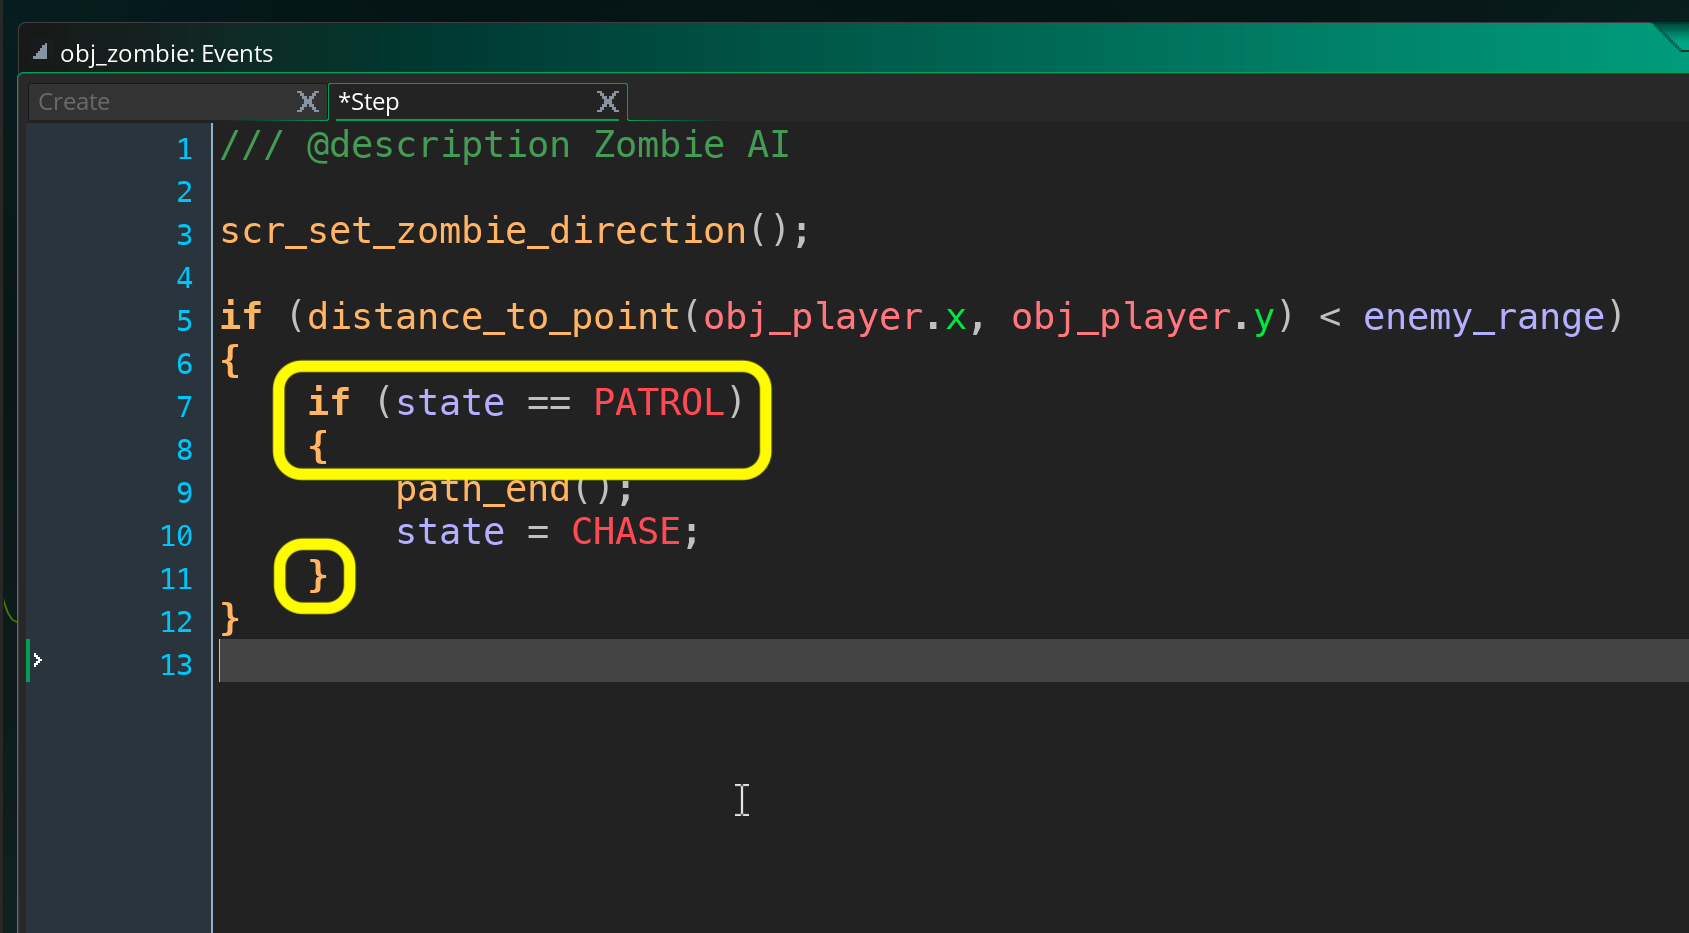 obj_zombie: Events
Create *Step
1 /// @description Zombie AI
2
3 scr_set_zombie_direction();
4
5 if (distance_to_point(obj_player.x, obj_player.y) < enemy_range)
6 {
7     if (state == PATROL)
8     {
9         path_end();
10         state = CHASE;
11     }
12 }
13